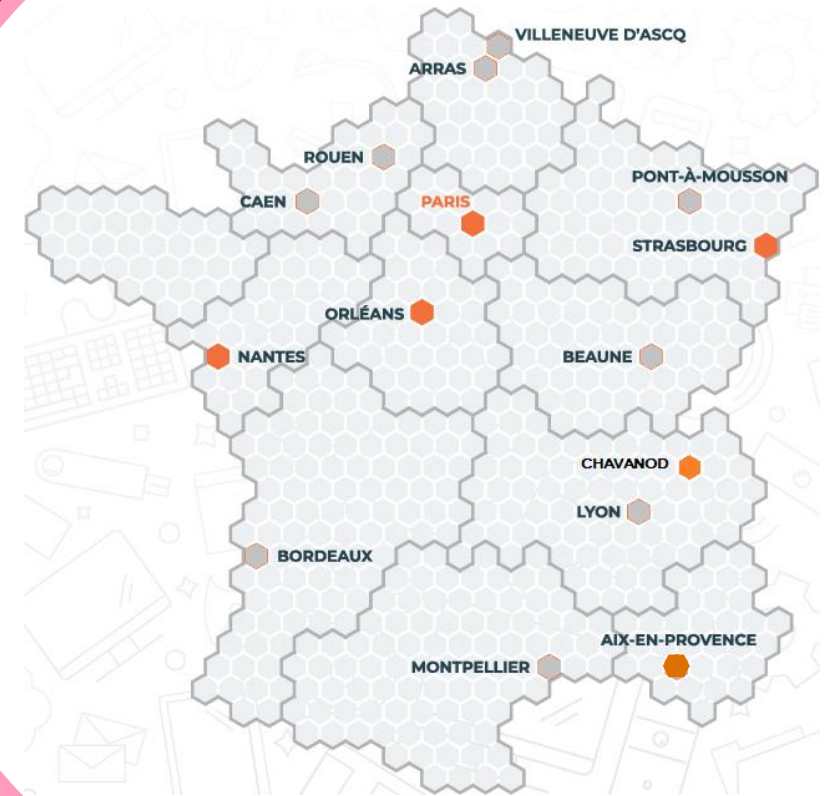 VILLENEUVE D'ASCQ
ARRAS
ROUEN
PONT-À-MOUSSON
CAEN
PARIS
STRASBOURG
ORLÉANS
NANTES
BEAUNE
CHAVANOD
LYON
BORDEAUX
AIX-EN-PROVENCE
MONTPELLIER